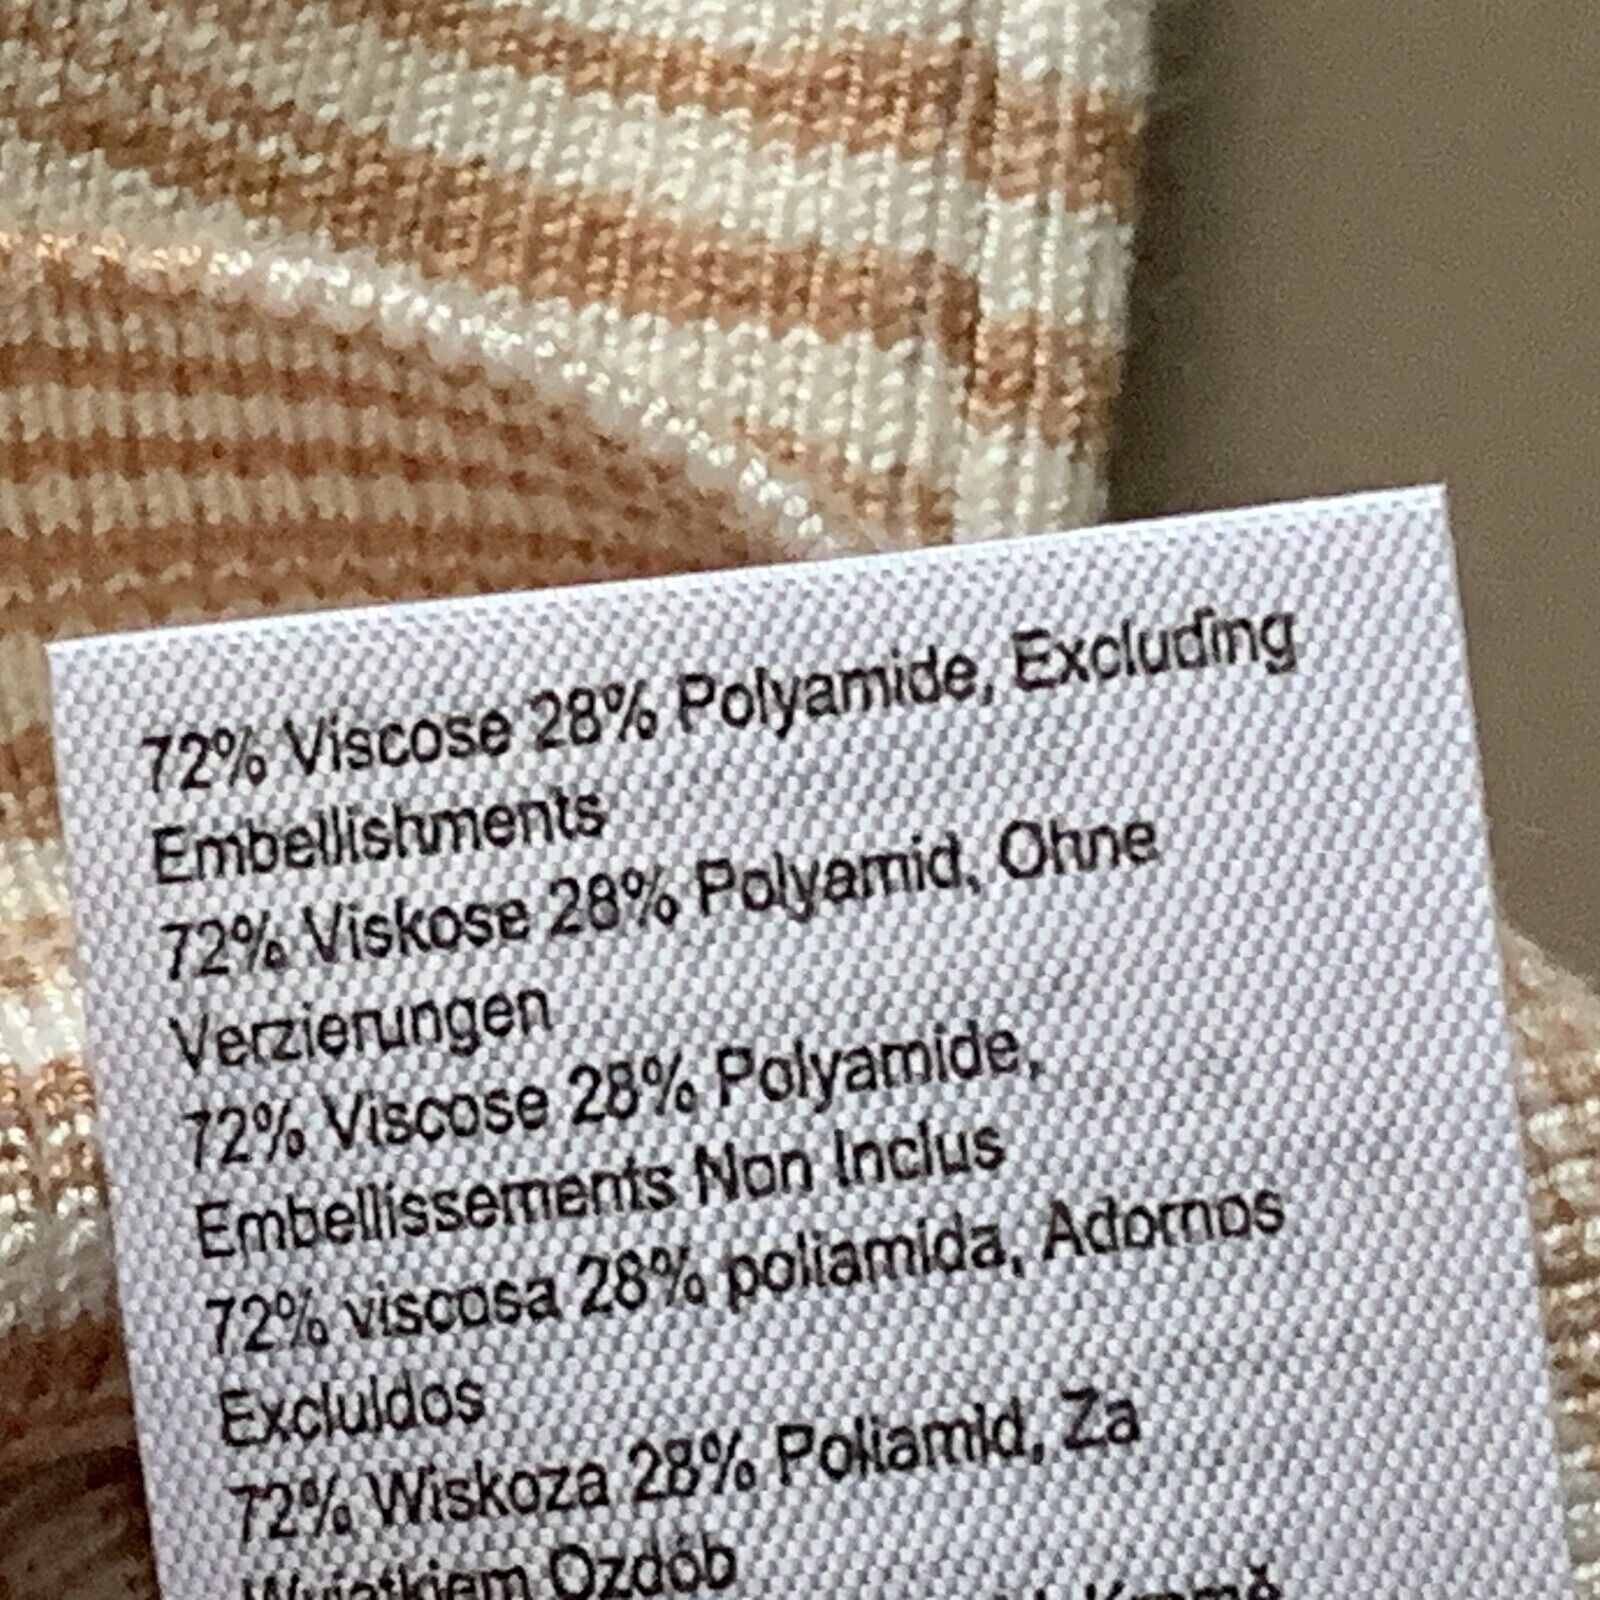 72% Viscose 28% Polyamide, Excluding
Embellishments
72% Viskose 28% Polyamid, Ohne
Verzierungen
72% Viscose 28% Polyamide,
Embellissements Non Inclus
72% viscosa 28% poliamida, Adornos
Excluidos
72% Wiskoza 28% Poliamid, Za
Wyjątkiem Ozdób
Kromě